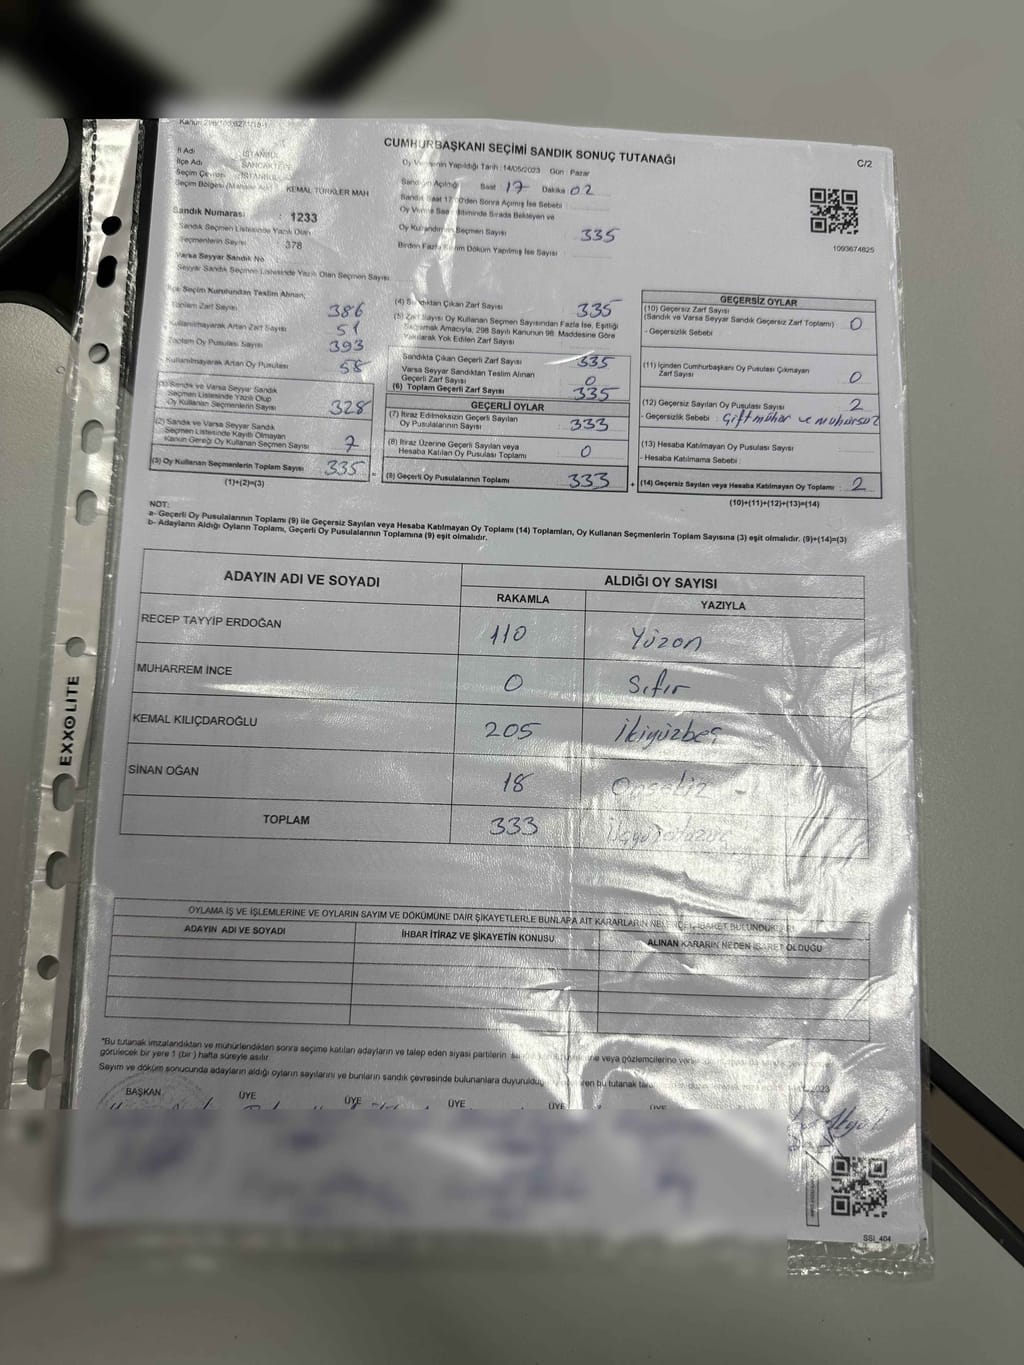 CUMHURBAŞKANI SEÇİMİ SANDIK SONUÇ TUTANAĞI
C/2
İl Adı : İSTANBUL
İlçe Adı SANCAKTEPE
Seçim Çevresi : İSTANBUL
Seçim Bölgesi (Mahalle Adı) KEMAL TÜRKLER MAH
Sandık Numarası : 1233
Sandık Seçmen Listesinde Yazılı Olan
Seçmenlerin Sayısı 378
Varsa Seyyar Sandık No
Seyyar Sandık Seçmen Listesinde Yazılı Olan Seçmen Sayısı
Oy Vermenin Yapıldığı Tarih : 14/05/2023 Gün : Pazar
Sandığın Açıldığı Saat 17 Dakika 02
Sandık Saat 17:00'den Sonra Açılmış İse Sebebi
Oy Verme Saati Bitiminde Sırada Bekleyen ve
Oy Kullandırılan Seçmen Sayısı 335
Birden Fazla Sayım Döküm Yapılmış İse Sayısı
1093674625
İlçe Seçim Kurulundan Teslim Alınan;
Toplam Zarf Sayısı 386
Kullanılmayarak Artan Zarf Sayısı 51
Toplam Oy Pusulası Sayısı 393
Kullanılmayarak Artan Oy Pusulası 58
(1) Sandık ve Varsa Seyyar Sandık
Seçmen Listesinde Yazılı Olup
Oy Kullanan Seçmenlerin Sayısı 328
(2) Sandık ve Varsa Seyyar Sandık
Seçmen Listesinde Kayıtlı Olmayan
Kanun Gereği Oy Kullanan Seçmen Sayısı 7
(3) Oy Kullanan Seçmenlerin Toplam Sayısı 335
(1)+(2)=(3)
(4) Sandıktan Çıkan Zarf Sayısı 335
(5) Zarf Sayısı Oy Kullanan Seçmen Sayısından Fazla İse, Eşitliği
Sağlamak Amacıyla, 298 Sayılı Kanunun 98. Maddesine Göre
Yakılarak Yok Edilen Zarf Sayısı
Sandıkta Çıkan Geçerli Zarf Sayısı 335
Varsa Seyyar Sandıktan Teslim Alınan
Geçerli Zarf Sayısı 0
(6) Toplam Geçerli Zarf Sayısı 335
GEÇERLİ OYLAR
(7) İtiraz Edilmeksizin Geçerli Sayılan
Oy Pusulalarının Sayısı 333
(8) İtiraz Üzerine Geçerli Sayılan veya
Hesaba Katılan Oy Pusulası Toplamı 0
(9) Geçerli Oy Pusulalarının Toplamı 333
GEÇERSİZ OYLAR
(10) Geçersiz Zarf Sayısı
(Sandık ve Varsa Seyyar Sandık Geçersiz Zarf Toplamı) 0
- Geçersizlik Sebebi
(11) İçinden Cumhurbaşkanı Oy Pusulası Çıkmayan
Zarf Sayısı 0
(12) Geçersiz Sayılan Oy Pusulası Sayısı 2
- Geçersizlik Sebebi : Çift mühür ve mühürsüz
(13) Hesaba Katılmayan Oy Pusulası Sayısı
- Hesaba Katılmama Sebebi
(14) Geçersiz Sayılan veya Hesaba Katılmayan Oy Toplamı 2
(10)+(11)+(12)+(13)=(14)
NOT:
a- Geçerli Oy Pusulalarının Toplamı (9) ile Geçersiz Sayılan veya Hesaba Katılmayan Oy Toplamı (14) Toplamları, Oy Kullanan Seçmenlerin Toplam Sayısına (3) eşit olmalıdır. (9)+(14)=(3)
b- Adayların Aldığı Oyların Toplamı, Geçerli Oy Pusulalarının Toplamına (9) eşit olmalıdır.
ADAYIN ADI VE SOYADI ALDIĞI OY SAYISI
RAKAMLA YAZIYLA
RECEP TAYYİP ERDOĞAN 110 Yüzon
MUHARREM İNCE 0 Sıfır
KEMAL KILIÇDAROĞLU 205 İkiyüzbeş
SİNAN OĞAN 18 Onsekiz
TOPLAM 333
OYLAMA İŞ VE İŞLEMLERİNE VE OYLARIN SAYIM VE DÖKÜMÜNE DAİR ŞİKAYETLERLE BUNLARA AİT KARARLARIN NELERDEN İBARET BULUNDUKLARI
ADAYIN ADI VE SOYADI İHBAR İTİRAZ VE ŞİKAYETİN KONUSU ALINAN KARARIN NEDEN İBARET OLDUĞU
*Bu tutanak imzalandıktan ve mühürlendikten sonra seçime katılan adayların ve talep eden siyasi partilerin veya gözlemcilerine
görülecek bir yere 1 (bir) hafta süreyle asılır.
Sayım ve döküm sonucunda adayların aldığı oyların sayılarını ve bunların sandık çevresinde bulunanlara duyurulduğu bu tutanak
BAŞKAN ÜYE ÜYE ÜYE ÜYE ÜYE
SSİ_404
EXXOLITE